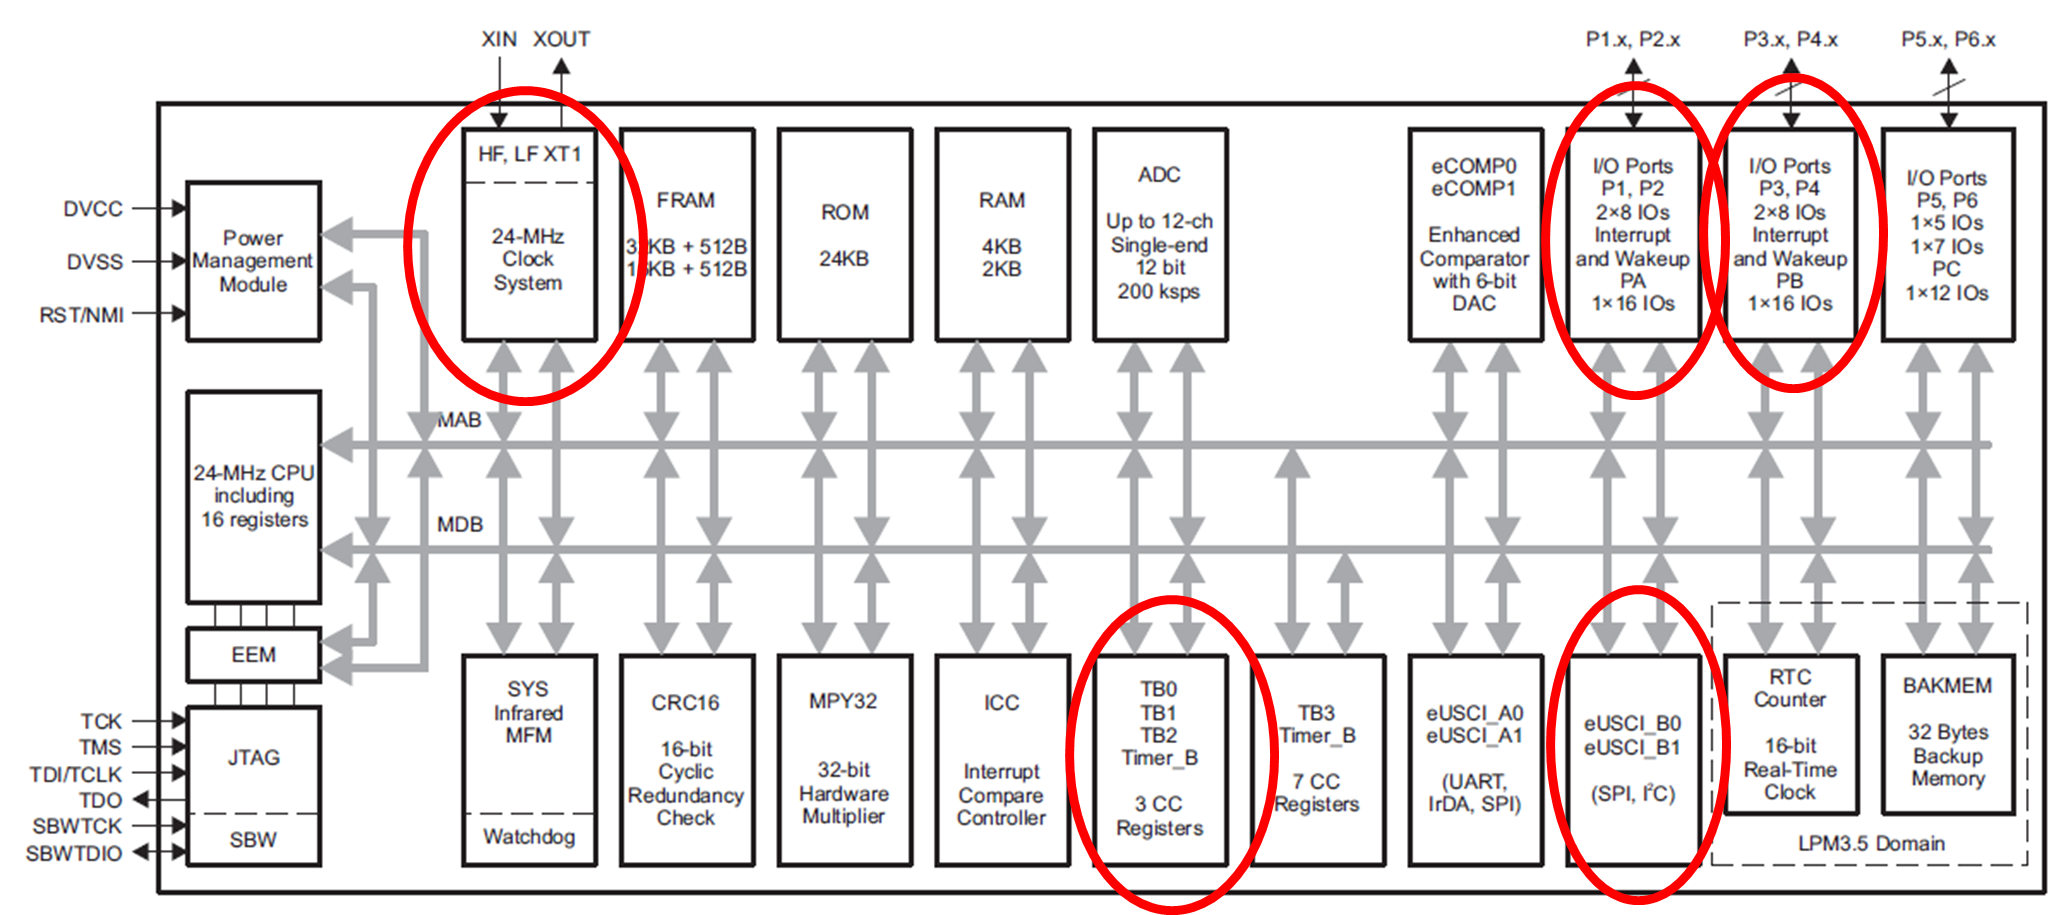 XIN XOUT
P1.x, P2.x
P3.x, P4.x
P5.x, P6.x
DVCC
DVSS
RST/NMI
Power
Management
Module
HF, LF XT1
24-MHz
Clock
System
FRAM
32KB + 512B
16KB + 512B
ROM
24KB
RAM
4KB
2KB
ADC
Up to 12-ch
Single-end
12 bit
200 ksps
eCOMP0
eCOMP1
Enhanced
Comparator
with 6-bit
DAC
I/O Ports
P1, P2
2×8 IOs
Interrupt
and Wakeup
PA
1×16 IOs
I/O Ports
P3, P4
2×8 IOs
Interrupt
and Wakeup
PB
1×16 IOs
I/O Ports
P5, P6
1×5 IOs
1×7 IOs
PC
1×12 IOs
MAB
MDB
24-MHz CPU
including
16 registers
EEM
TCK
TMS
TDI/TCLK
TDO
SBWTCK
SBWTDIO
JTAG
SBW
SYS
Infrared
MFM
Watchdog
CRC16
16-bit
Cyclic
Redundancy
Check
MPY32
32-bit
Hardware
Multiplier
ICC
Interrupt
Compare
Controller
TB0
TB1
TB2
Timer_B
3 CC
Registers
TB3
Timer_B
7 CC
Registers
eUSCI_A0
eUSCI_A1
(UART,
IrDA, SPI)
eUSCI_B0
eUSCI_B1
(SPI, I²C)
RTC
Counter
16-bit
Real-Time
Clock
BAKMEM
32 Bytes
Backup
Memory
LPM3.5 Domain